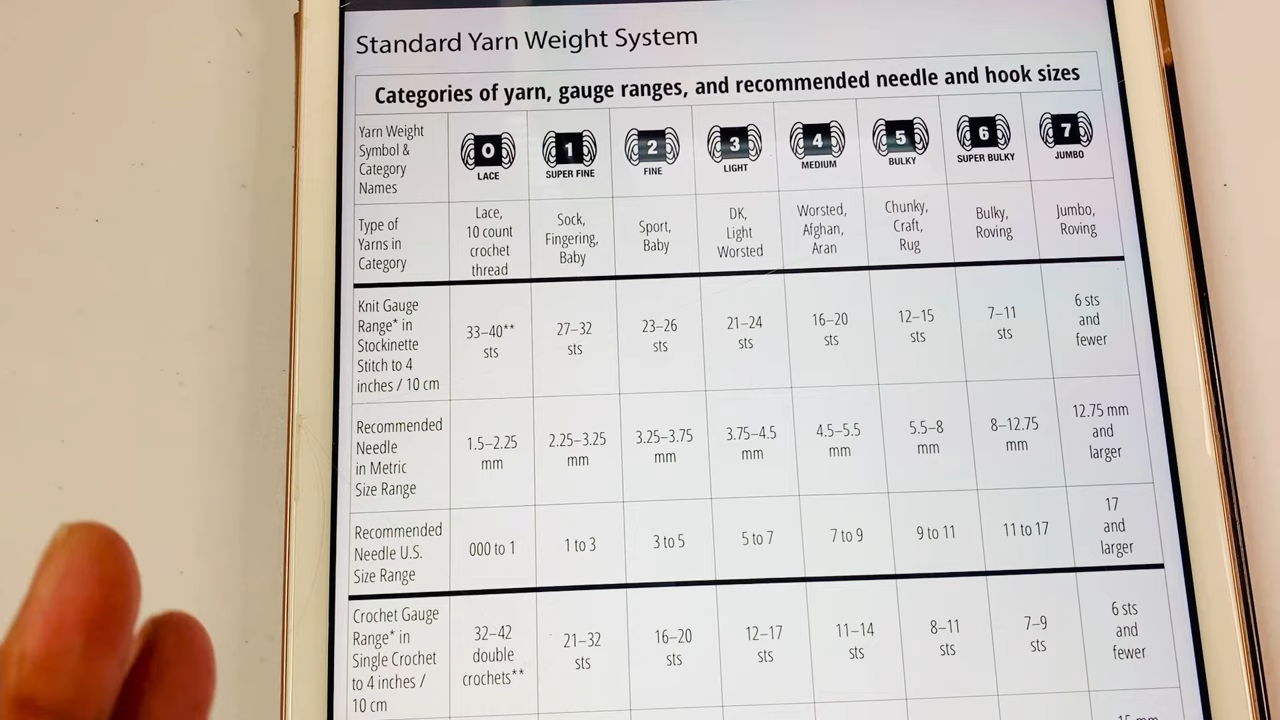 Standard Yarn Weight System
Categories of yarn, gauge ranges, and recommended needle and hook sizes
Yarn Weight
Symbol &
Category
Names
0
LACE
1
SUPER FINE
2
FINE
3
LIGHT
4
MEDIUM
5
BULKY
6
SUPER BULKY
7
JUMBO
Type of
Yarns in
Category
Lace,
10 count
crochet
thread
Sock,
Fingering,
Baby
Sport,
Baby
DK,
Light
Worsted
Worsted,
Afghan,
Aran
Chunky,
Craft,
Rug
Bulky,
Roving
Jumbo,
Roving
Knit Gauge
Range* in
Stockinette
Stitch to 4
inches / 10 cm
33–40**
sts
27–32
sts
23–26
sts
21–24
sts
16–20
sts
12–15
sts
7–11
sts
6 sts
and
fewer
Recommended
Needle
in Metric
Size Range
1.5–2.25
mm
2.25–3.25
mm
3.25–3.75
mm
3.75–4.5
mm
4.5–5.5
mm
5.5–8
mm
8–12.75
mm
12.75 mm
and
larger
Recommended
Needle U.S.
Size Range
000 to 1
1 to 3
3 to 5
5 to 7
7 to 9
9 to 11
11 to 17
17
and
larger
Crochet Gauge
Range* in
Single Crochet
to 4 inches /
10 cm
32–42
double
crochets**
21–32
sts
16–20
sts
12–17
sts
11–14
sts
8–11
sts
7–9
sts
6 sts
and
fewer